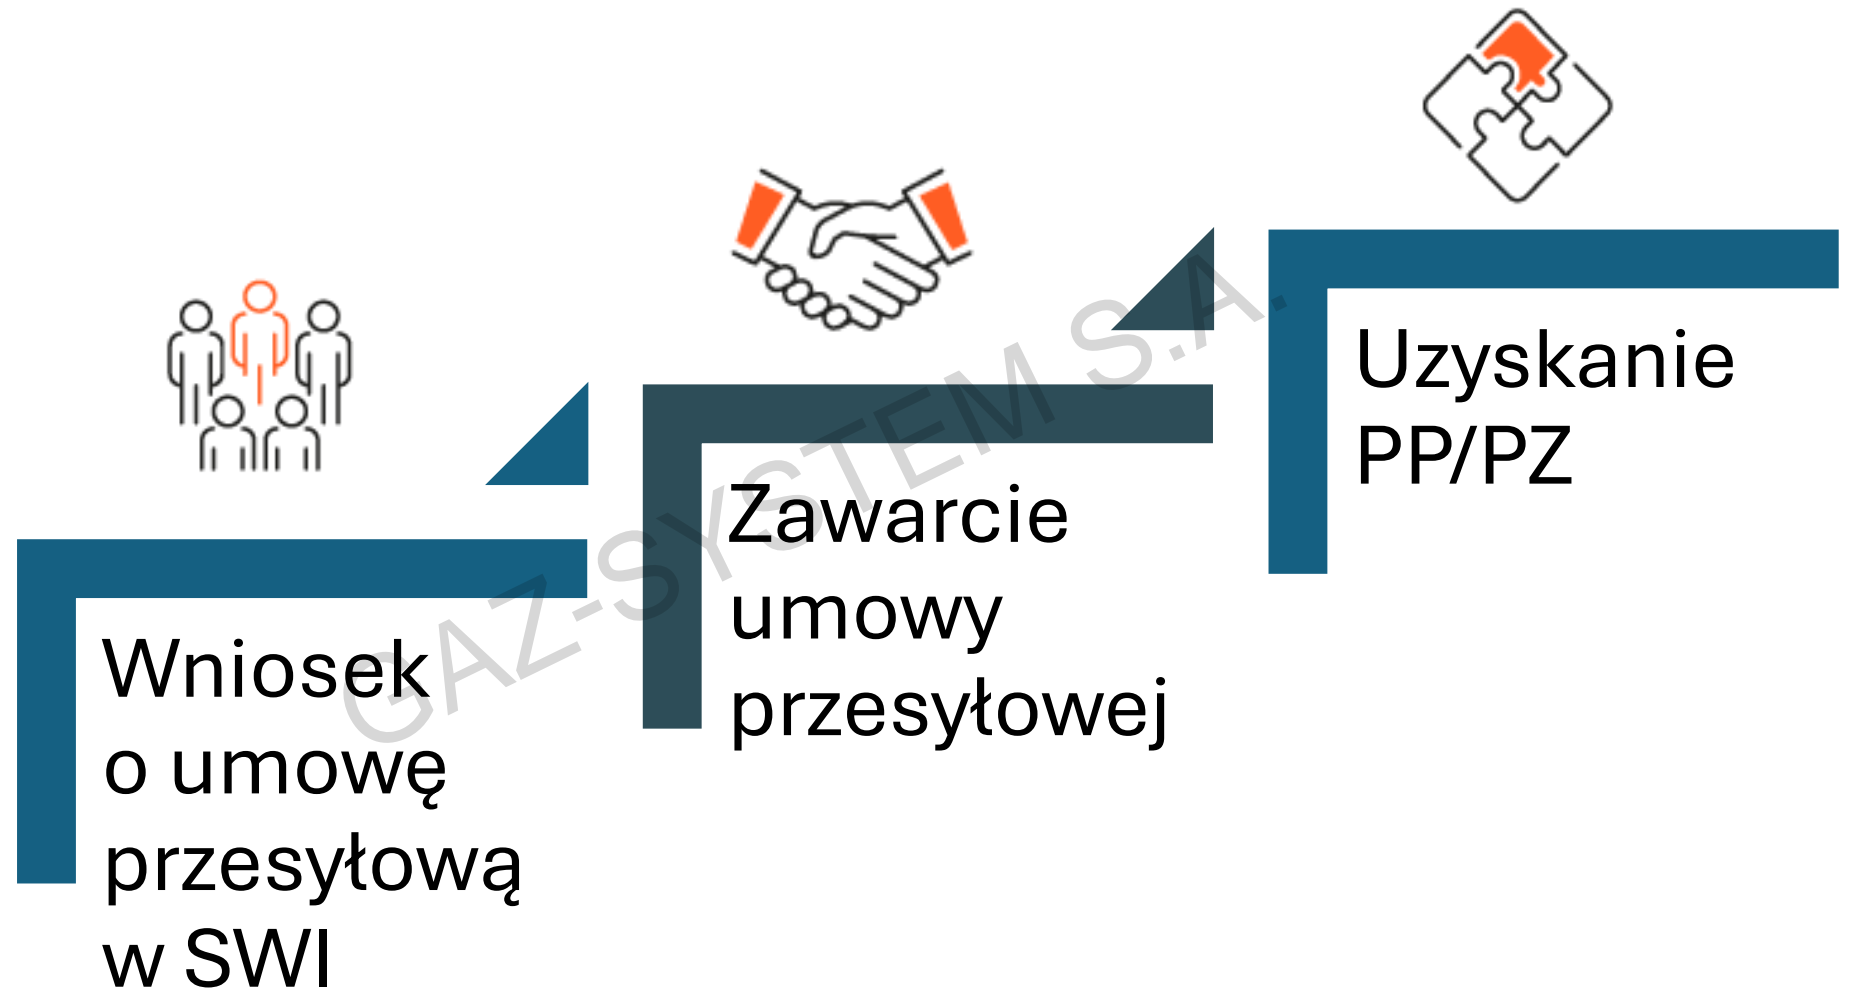 Wniosek
o umowę
przesyłową
w SWI
Zawarcie
umowy
przesyłowej
Uzyskanie
PP/PZ
GAZ-SYSTEM S.A.